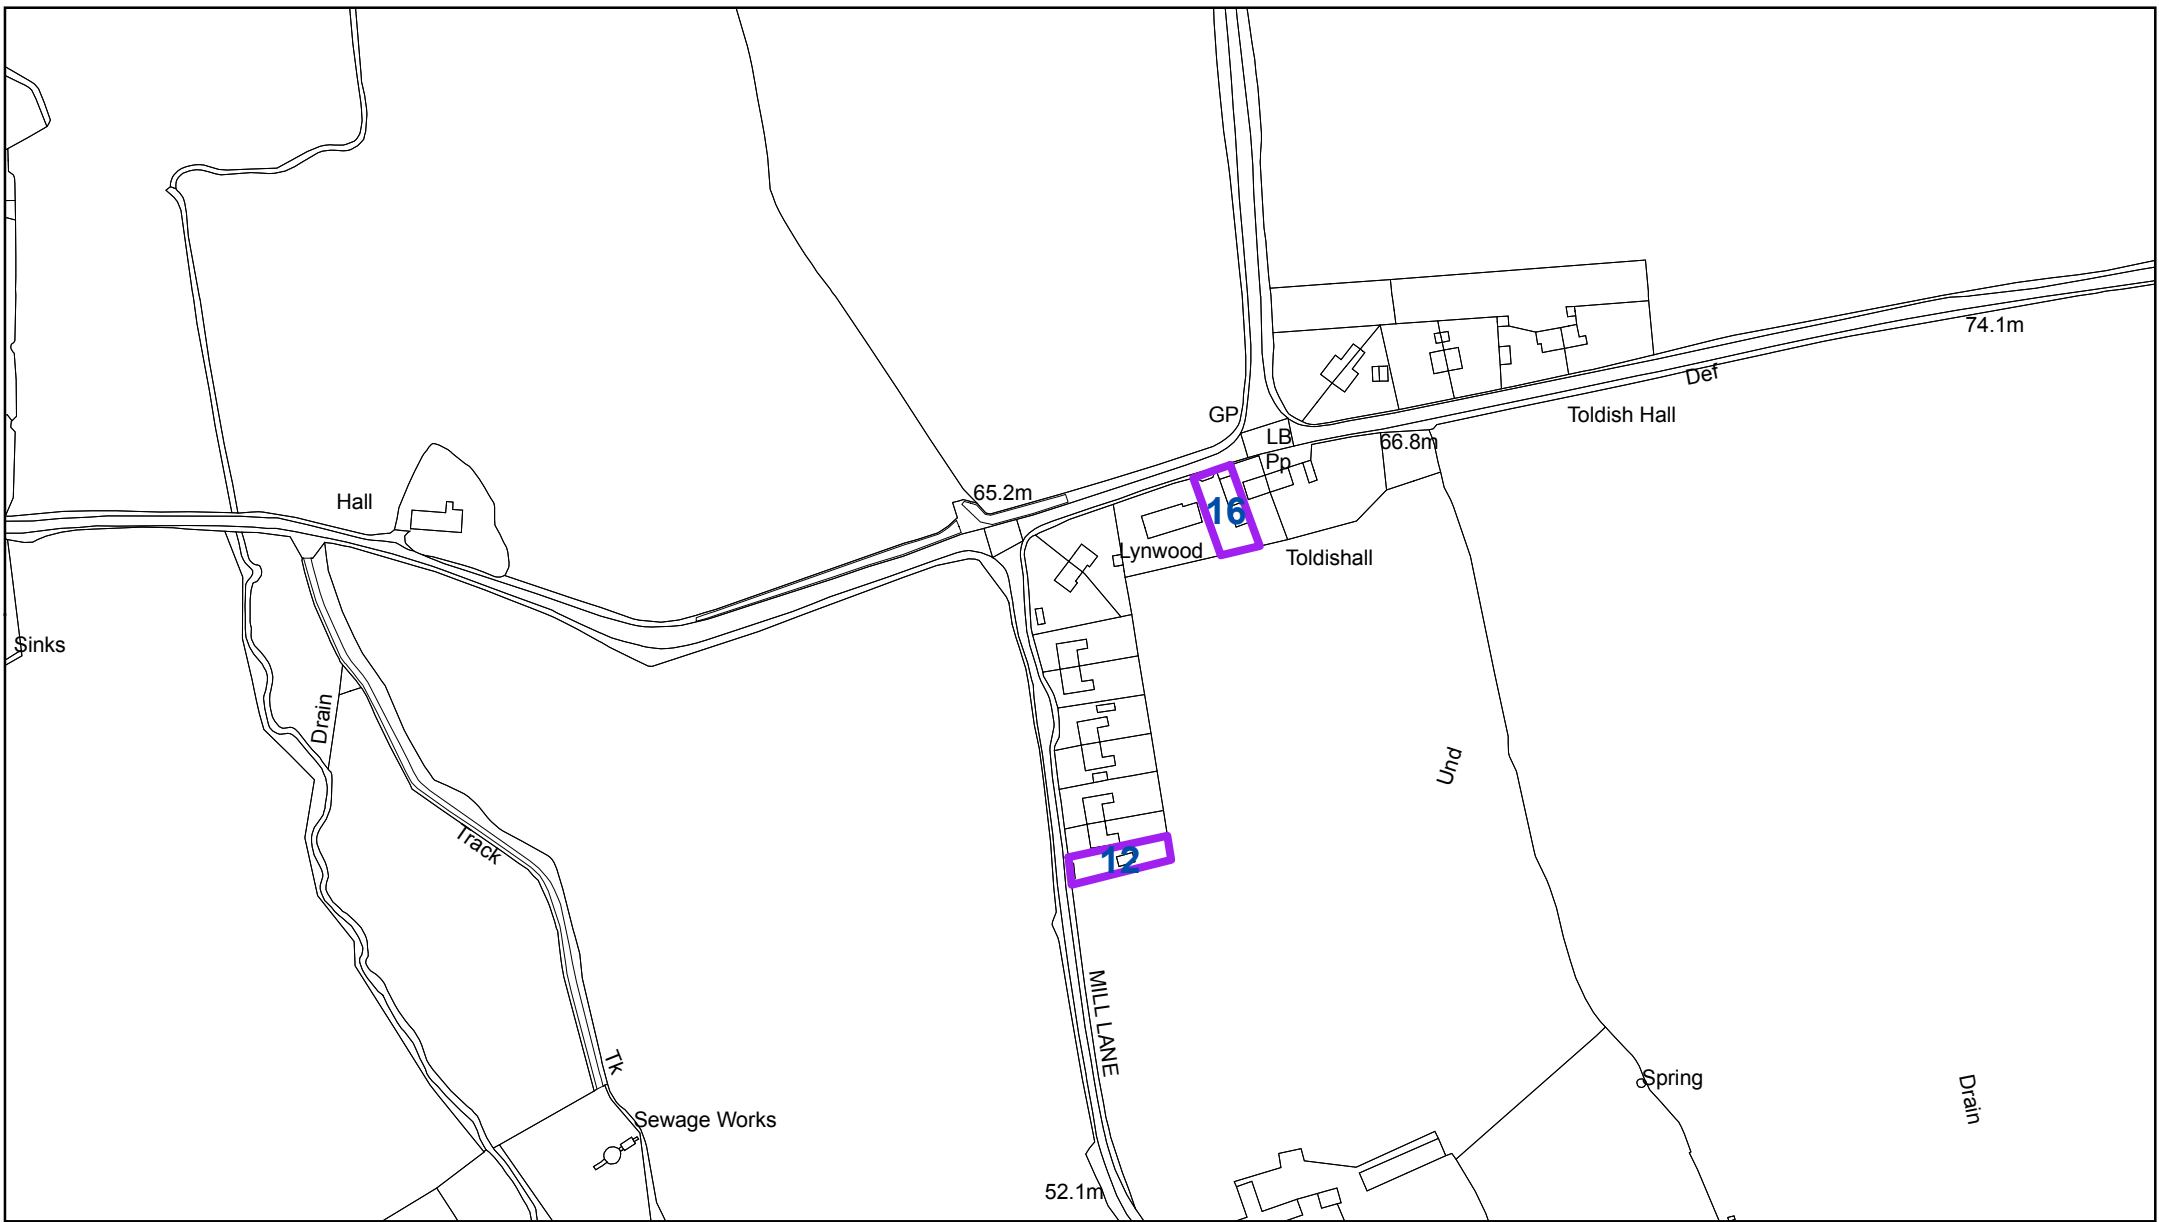 74.1m
Def
GP
Toldish Hall
LB
66.8m
Pp
65.2m
Hall
16
Lynwood
Toldishall
Sinks
Drain
Und
Track
12
MILL LANE
Tk
Spring
Drain
Sewage Works
52.1m